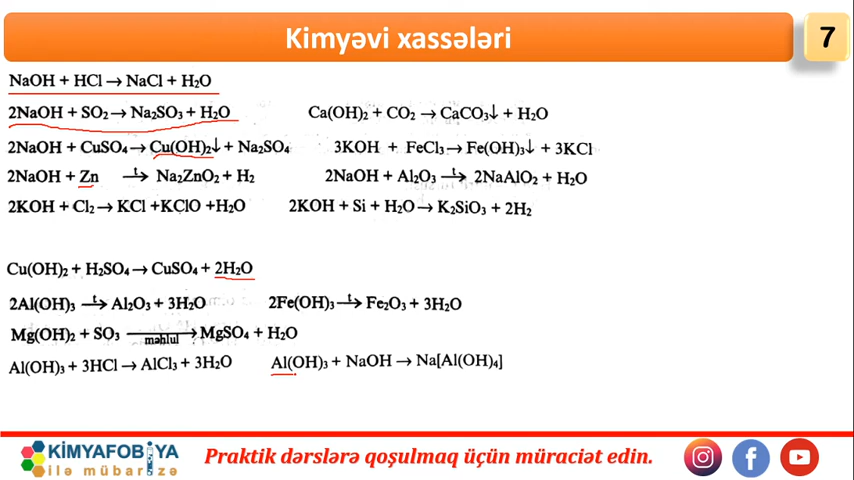 Kimyəvi xassələri
7
NaOH + HCl → NaCl + H₂O
2NaOH + SO₂ → Na₂SO₃ + H₂O
Ca(OH)₂ + CO₂ → CaCO₃↓ + H₂O
2NaOH + CuSO₄ → Cu(OH)₂↓ + Na₂SO₄
3KOH + FeCl₃ → Fe(OH)₃↓ + 3KCl
2NaOH + Zn —t→ Na₂ZnO₂ + H₂
2NaOH + Al₂O₃ —t→ 2NaAlO₂ + H₂O
2KOH + Cl₂ → KCl +KClO +H₂O
2KOH + Si + H₂O → K₂SiO₃ + 2H₂
Cu(OH)₂ + H₂SO₄ → CuSO₄ + 2H₂O
2Al(OH)₃ —t→ Al₂O₃ + 3H₂O
2Fe(OH)₃ —t→ Fe₂O₃ + 3H₂O
Mg(OH)₂ + SO₃ —məhlul→ MgSO₄ + H₂O
Al(OH)₃ + 3HCl → AlCl₃ + 3H₂O
Al(OH)₃ + NaOH → Na[Al(OH)₄]
KİMYAFOBİYA
ilə mübarizə
Praktik dərslərə qoşulmaq üçün müraciət edin.